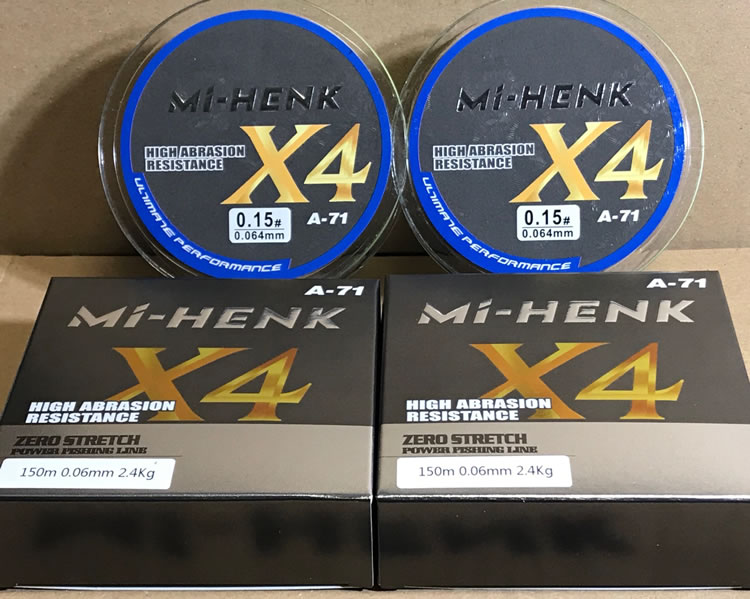 Mi-HENK
HIGH ABRASION
RESISTANCE
X4
0.15#
0.064mm
A-71
ULTIMATE PERFORMANCE
Mi-HENK
HIGH ABRASION
RESISTANCE
X4
0.15#
0.064mm
A-71
ULTIMATE PERFORMANCE
A-71
Mi-HENK
X4
HIGH ABRASION
RESISTANCE
ZERO STRETCH
POWER FISHING LINE
150m 0.06mm 2.4Kg
A-71
Mi-HENK
X4
HIGH ABRASION
RESISTANCE
ZERO STRETCH
POWER FISHING LINE
150m 0.06mm 2.4Kg